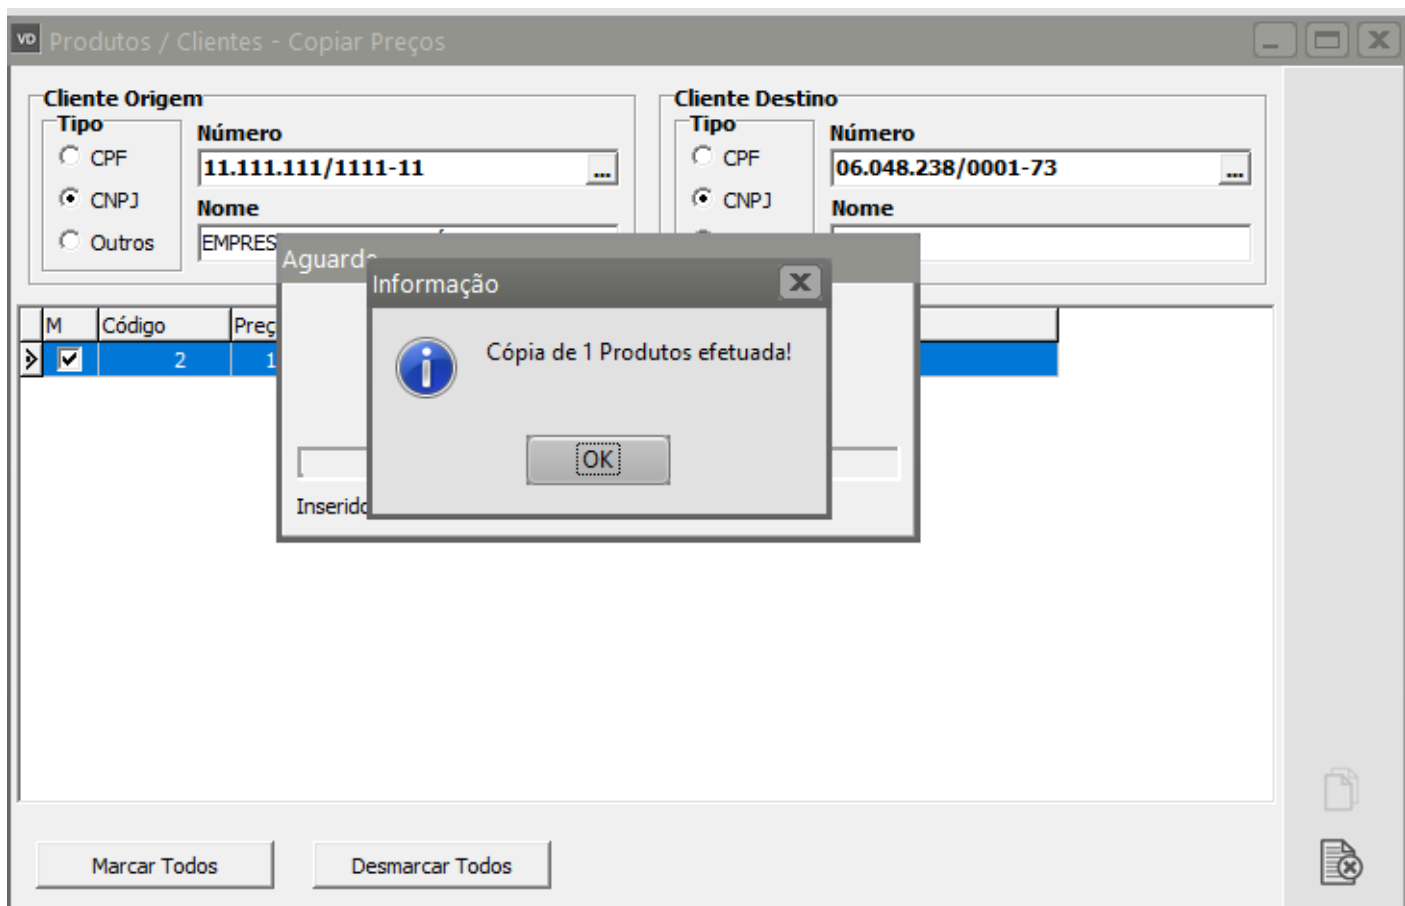 VD Produtos / Clientes - Copiar Preços
Cliente Origem
Tipo
CPF
CNPJ
Outros
Número
11.111.111/1111-11
...
Nome
Cliente Destino
Tipo
CPF
CNPJ
Número
06.048.238/0001-73
...
Nome
Aguarde
Informação
Cópia de 1 Produtos efetuada!
OK
M Código
2 1
Marcar Todos
Desmarcar Todos